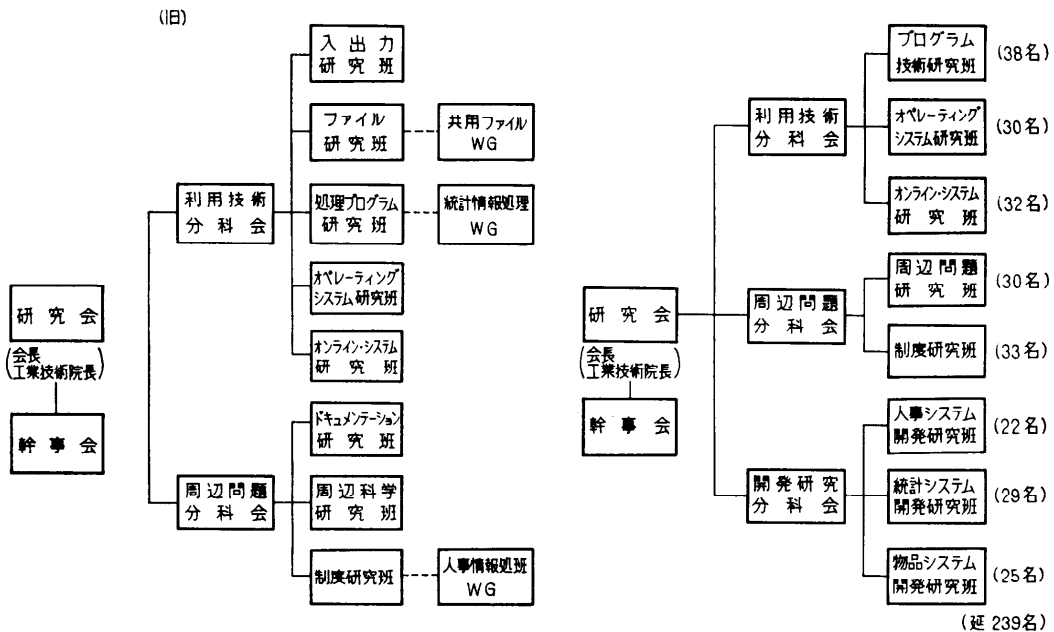 (旧)
入出力
研究班
ファイル
研究班
共用ファイル
WG
利用技術
分科会
処理プログラム
研究班
統計情報処理
WG
オペレーティング
システム研究班
オンライン・システム
研究班
研究会
(会長
工業技術院長)
幹事会
ドキュメンテーション
研究班
周辺問題
分科会
周辺科学
研究班
制度研究班
人事情報処班
WG
プログラム
技術研究班
(38名)
利用技術
分科会
オペレーティング
システム研究班
(30名)
オンライン・システム
研究班
(32名)
研究会
(会長
工業技術院長)
幹事会
周辺問題
分科会
周辺問題
研究班
(30名)
制度研究班
(33名)
人事システム
開発研究班
(22名)
開発研究
分科会
統計システム
開発研究班
(29名)
物品システム
開発研究班
(25名)
(延 239名)